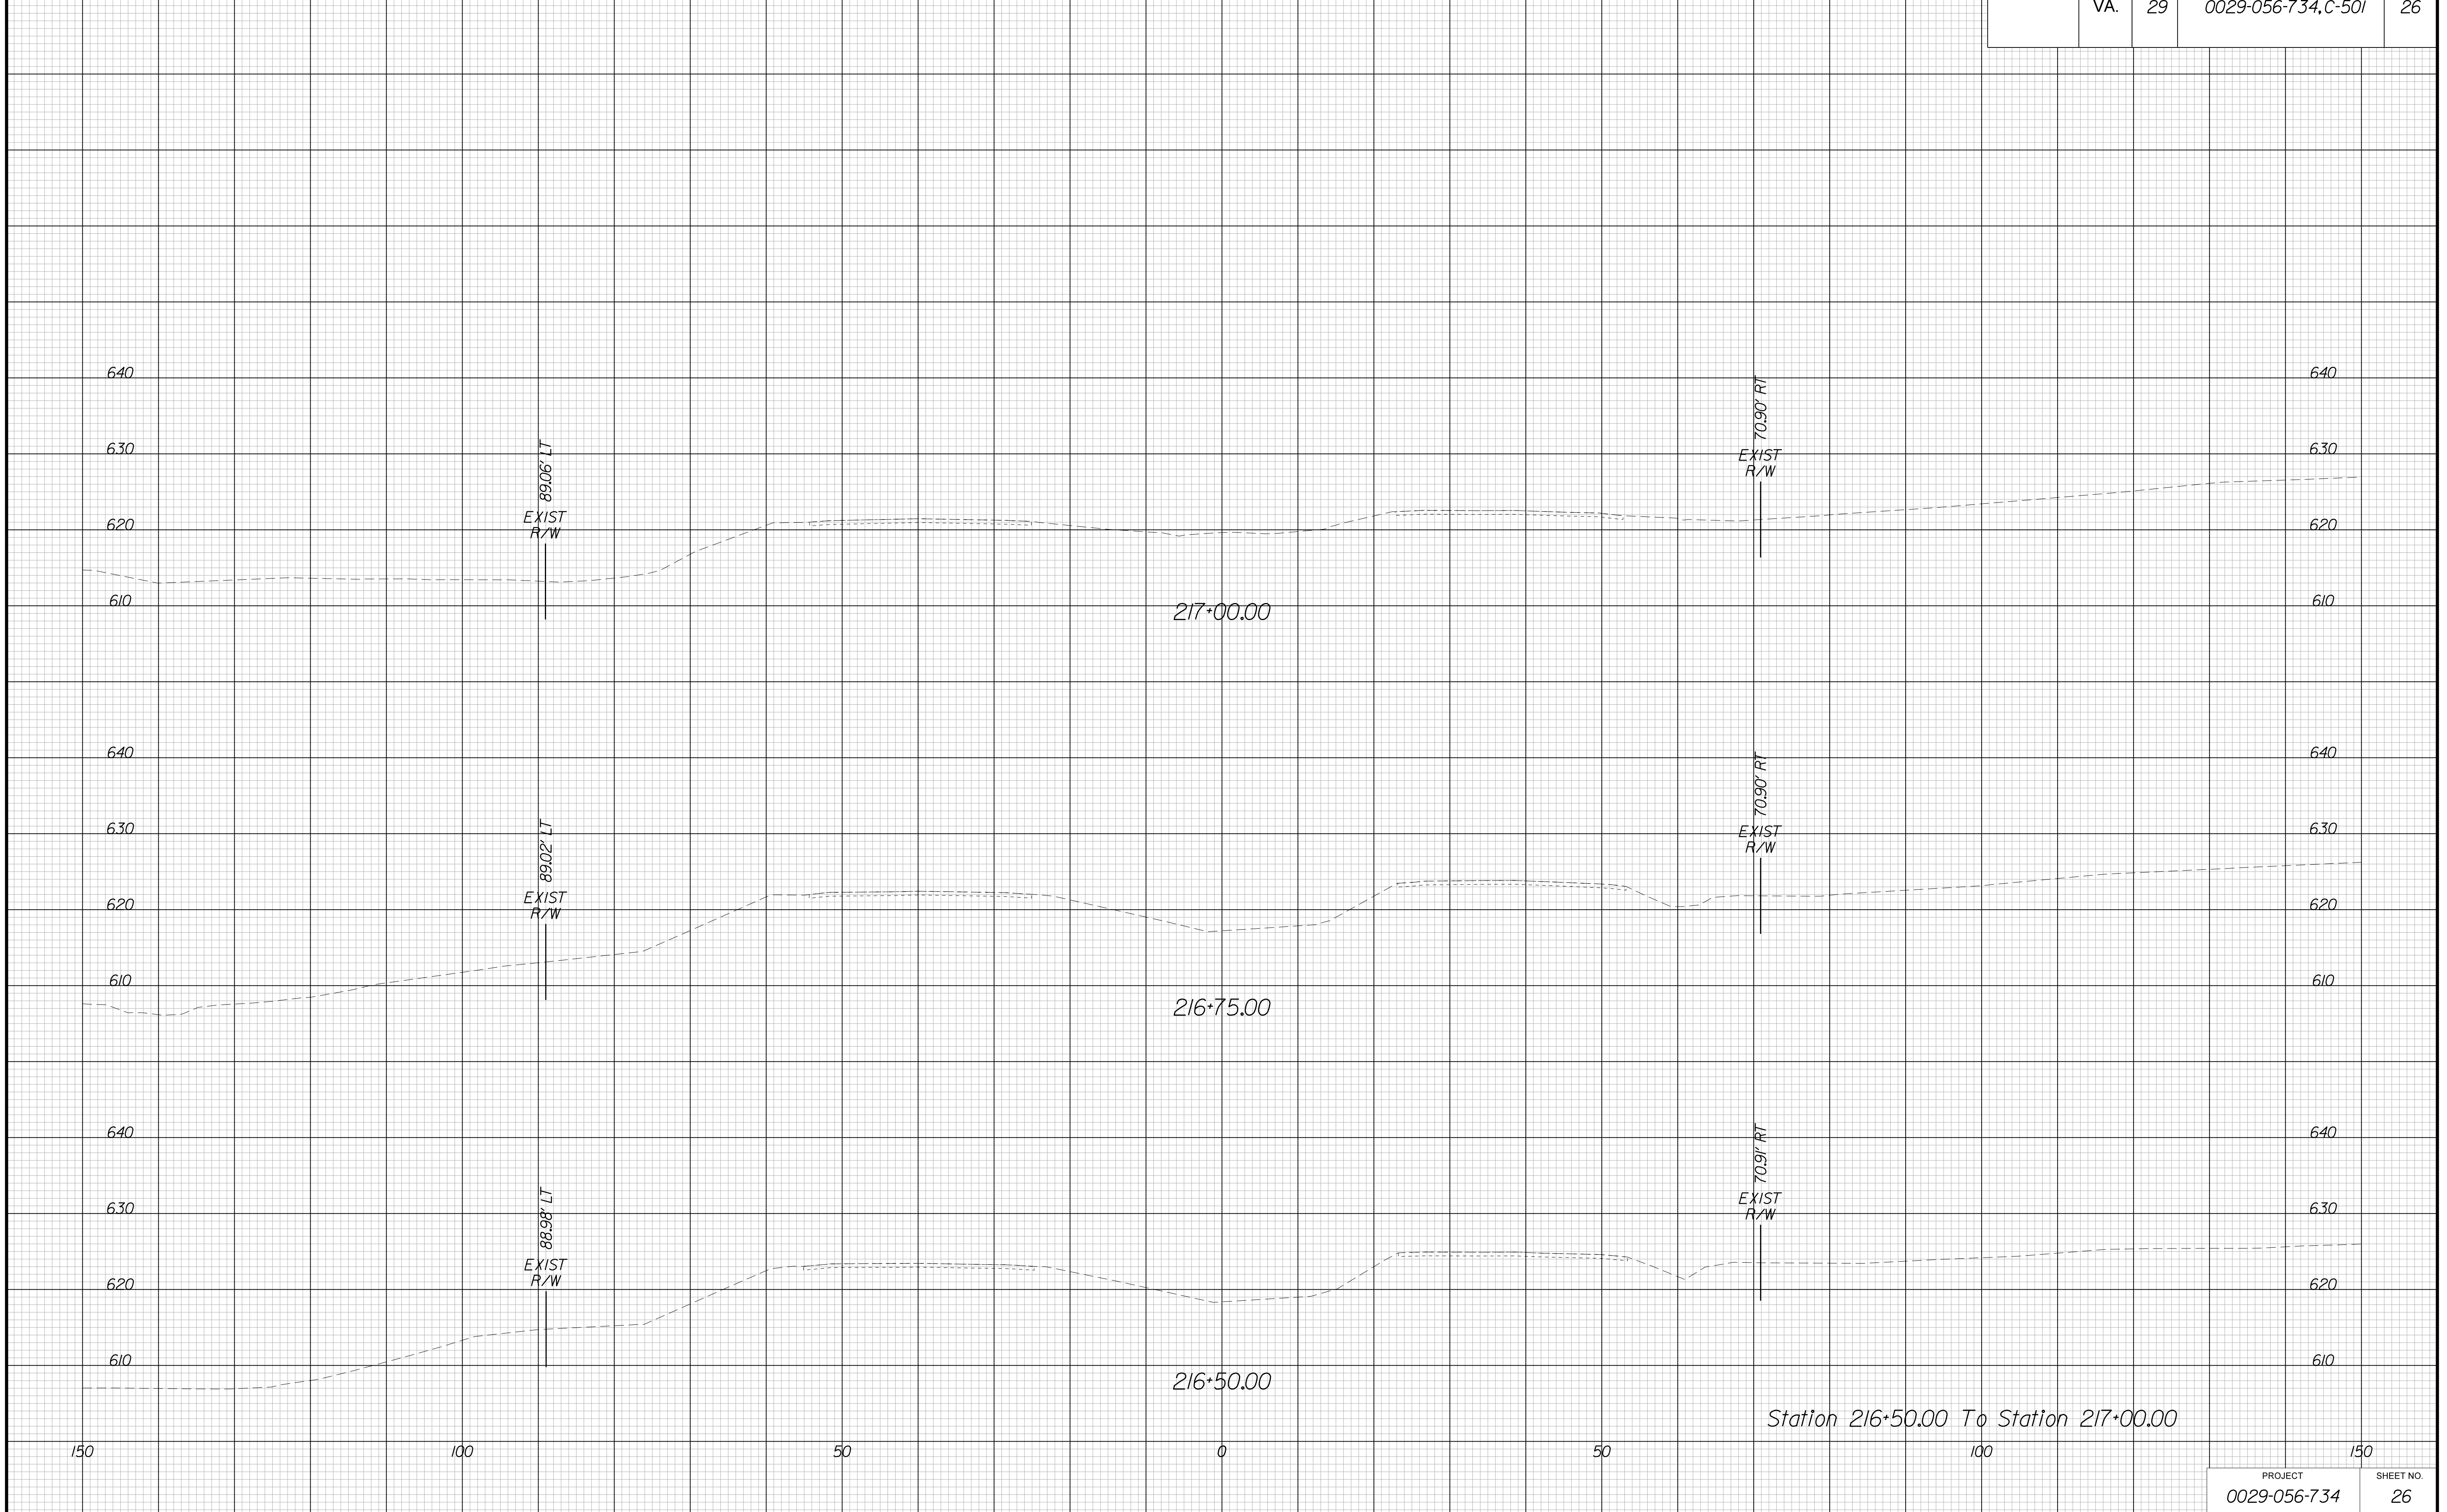 VA. 29 0029-056-734, C-501 26
640 640
70.90' RT
630 630
89.06' LT
EXIST
R/W
EXIST
R/W
620 620
610 610
217+00.00
640 640
70.90' RT
630 630
89.02' LT
EXIST
R/W
EXIST
R/W
620 620
610 610
216+75.00
640 640
70.91' RT
630 630
88.98' LT
EXIST
R/W
EXIST
R/W
620 620
610 610
216+50.00
Station 216+50.00 To Station 217+00.00
150 100 50 0 50 100 150
PROJECT SHEET NO.
0029-056-734 26